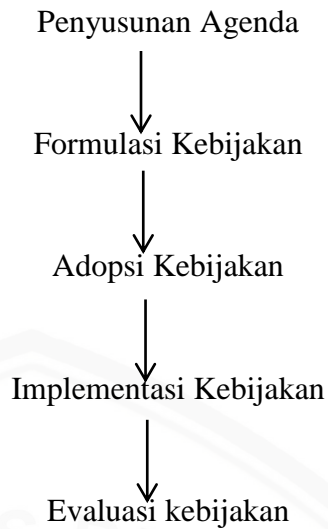 Penyusunan Agenda
Formulasi Kebijakan
Adopsi Kebijakan
Implementasi Kebijakan
Evaluasi kebijakan